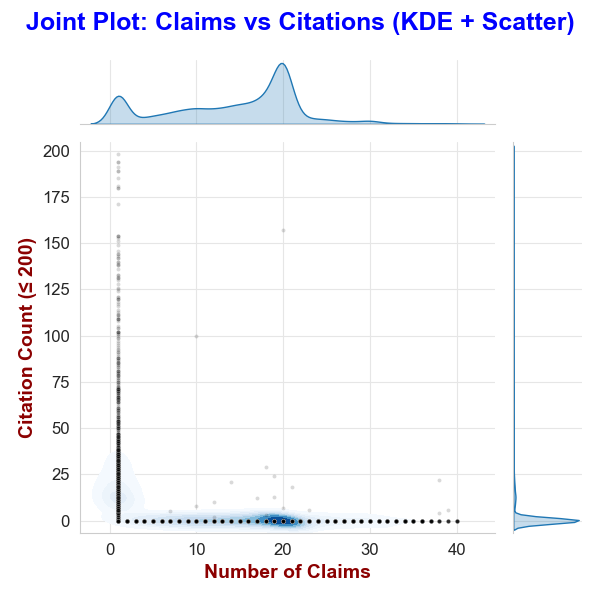 Joint Plot: Claims vs Citations (KDE + Scatter)
200
175
150
125
100
75
50
25
0
Citation Count (≤ 200)
0 10 20 30 40
Number of Claims